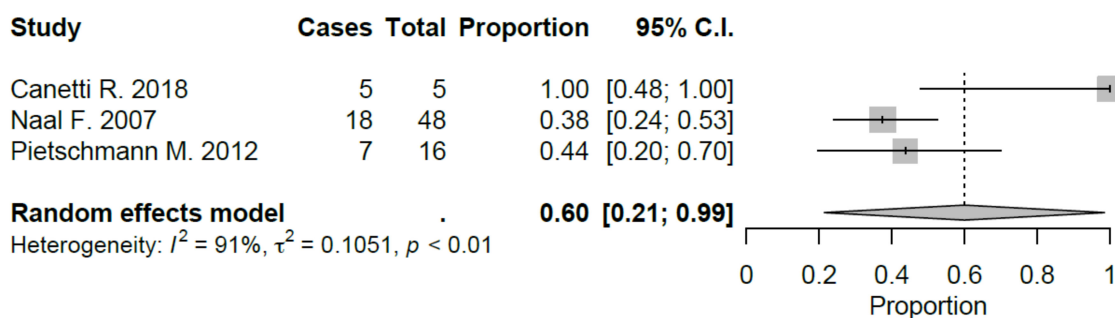 Study Cases Total Proportion 95% C.I.
Canetti R. 2018 5 5 1.00 [0.48; 1.00]
Naal F. 2007 18 48 0.38 [0.24; 0.53]
Pietschmann M. 2012 7 16 0.44 [0.20; 0.70]
Random effects model . 0.60 [0.21; 0.99]
Heterogeneity: I² = 91%, τ² = 0.1051, p < 0.01
0 0.2 0.4 0.6 0.8 1
Proportion